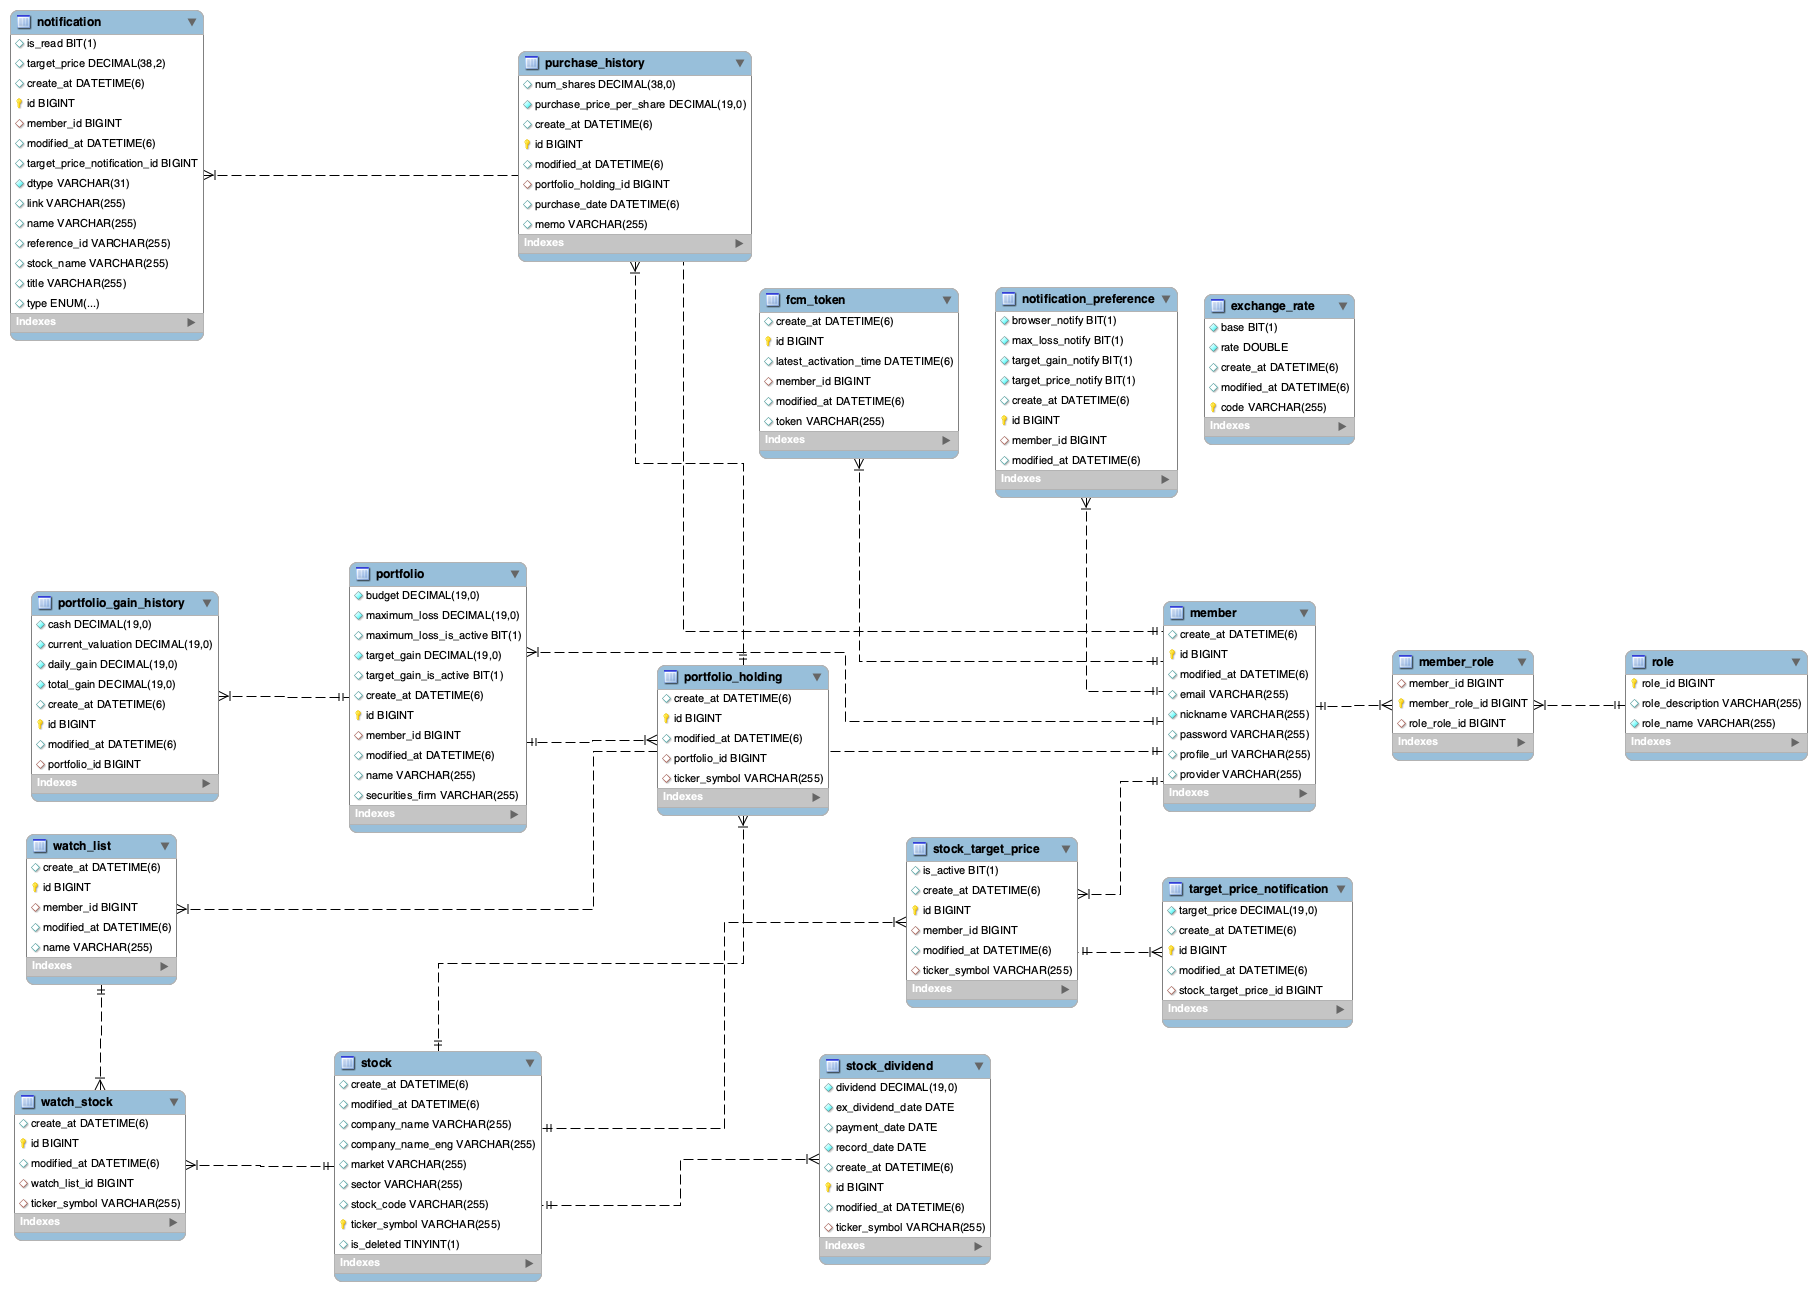 notification
is_read BIT(1)
target_price DECIMAL(38,2)
create_at DATETIME(6)
id BIGINT
member_id BIGINT
modified_at DATETIME(6)
target_price_notification_id BIGINT
dtype VARCHAR(31)
link VARCHAR(255)
name VARCHAR(255)
reference_id VARCHAR(255)
stock_name VARCHAR(255)
title VARCHAR(255)
type ENUM(...)
Indexes
purchase_history
num_shares DECIMAL(38,0)
purchase_price_per_share DECIMAL(19,0)
create_at DATETIME(6)
id BIGINT
modified_at DATETIME(6)
portfolio_holding_id BIGINT
purchase_date DATETIME(6)
memo VARCHAR(255)
Indexes
fcm_token
create_at DATETIME(6)
id BIGINT
latest_activation_time DATETIME(6)
member_id BIGINT
modified_at DATETIME(6)
token VARCHAR(255)
Indexes
notification_preference
browser_notify BIT(1)
max_loss_notify BIT(1)
target_gain_notify BIT(1)
target_price_notify BIT(1)
create_at DATETIME(6)
id BIGINT
member_id BIGINT
modified_at DATETIME(6)
Indexes
exchange_rate
base BIT(1)
rate DOUBLE
create_at DATETIME(6)
modified_at DATETIME(6)
code VARCHAR(255)
Indexes
portfolio_gain_history
cash DECIMAL(19,0)
current_valuation DECIMAL(19,0)
daily_gain DECIMAL(19,0)
total_gain DECIMAL(19,0)
create_at DATETIME(6)
id BIGINT
modified_at DATETIME(6)
portfolio_id BIGINT
Indexes
portfolio
budget DECIMAL(19,0)
maximum_loss DECIMAL(19,0)
maximum_loss_is_active BIT(1)
target_gain DECIMAL(19,0)
target_gain_is_active BIT(1)
create_at DATETIME(6)
id BIGINT
member_id BIGINT
modified_at DATETIME(6)
name VARCHAR(255)
securities_firm VARCHAR(255)
Indexes
portfolio_holding
create_at DATETIME(6)
id BIGINT
modified_at DATETIME(6)
portfolio_id BIGINT
ticker_symbol VARCHAR(255)
Indexes
member
create_at DATETIME(6)
id BIGINT
modified_at DATETIME(6)
email VARCHAR(255)
nickname VARCHAR(255)
password VARCHAR(255)
profile_url VARCHAR(255)
provider VARCHAR(255)
Indexes
member_role
member_id BIGINT
member_role_id BIGINT
role_role_id BIGINT
Indexes
role
role_id BIGINT
role_description VARCHAR(255)
role_name VARCHAR(255)
Indexes
watch_list
create_at DATETIME(6)
id BIGINT
member_id BIGINT
modified_at DATETIME(6)
name VARCHAR(255)
Indexes
stock_target_price
is_active BIT(1)
create_at DATETIME(6)
id BIGINT
member_id BIGINT
modified_at DATETIME(6)
ticker_symbol VARCHAR(255)
Indexes
target_price_notification
target_price DECIMAL(19,0)
create_at DATETIME(6)
id BIGINT
modified_at DATETIME(6)
stock_target_price_id BIGINT
Indexes
watch_stock
create_at DATETIME(6)
id BIGINT
modified_at DATETIME(6)
watch_list_id BIGINT
ticker_symbol VARCHAR(255)
Indexes
stock
create_at DATETIME(6)
modified_at DATETIME(6)
company_name VARCHAR(255)
company_name_eng VARCHAR(255)
market VARCHAR(255)
sector VARCHAR(255)
stock_code VARCHAR(255)
ticker_symbol VARCHAR(255)
is_deleted TINYINT(1)
Indexes
stock_dividend
dividend DECIMAL(19,0)
ex_dividend_date DATE
payment_date DATE
record_date DATE
create_at DATETIME(6)
id BIGINT
modified_at DATETIME(6)
ticker_symbol VARCHAR(255)
Indexes